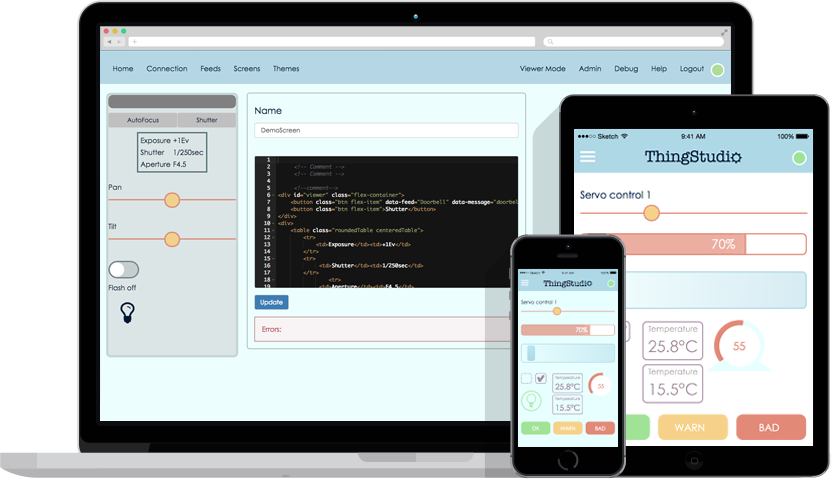 Home Connection Feeds Screens Themes Viewer Mode Admin Debug Help Logout
AutoFocus Shutter
Exposure +1Ev
Shutter 1/250sec
Aperture F4.5
Pan
Tilt
Flash off
Name
DemoScreen
1
2 <!-- Comment -->
3 <!-- Comment -->
4
5 <!--comment-->
6 <div id="viewer" class="flex-container">
7 <button class="btn flex-item" data-feed="Doorbell" data-message="doorbel
8 <button class="btn flex-item">Shutter</button>
9 </div>
10 <div>
11 <table class="roundedTable centeredTable">
12 <tr>
13 <td>Exposure</td><td>+1Ev</td>
14 </tr>
15 <tr>
16 <td>Shutter</td><td>1/250sec</td>
17 </tr>
18 <tr>
19 <td>Aperture</td><td>F4.5</td>
Update
Errors:
Sketch 9:41 AM 100%
ThingStudio
Servo control 1
70%
Temperature
25.8°C
55
15.5°C
WARN BAD
Sketch 9:41 AM 100%
ThingStudio
Servo control 1
70%
Temperature
25.8°C
55
Temperature
15.5°C
OK WARN BAD